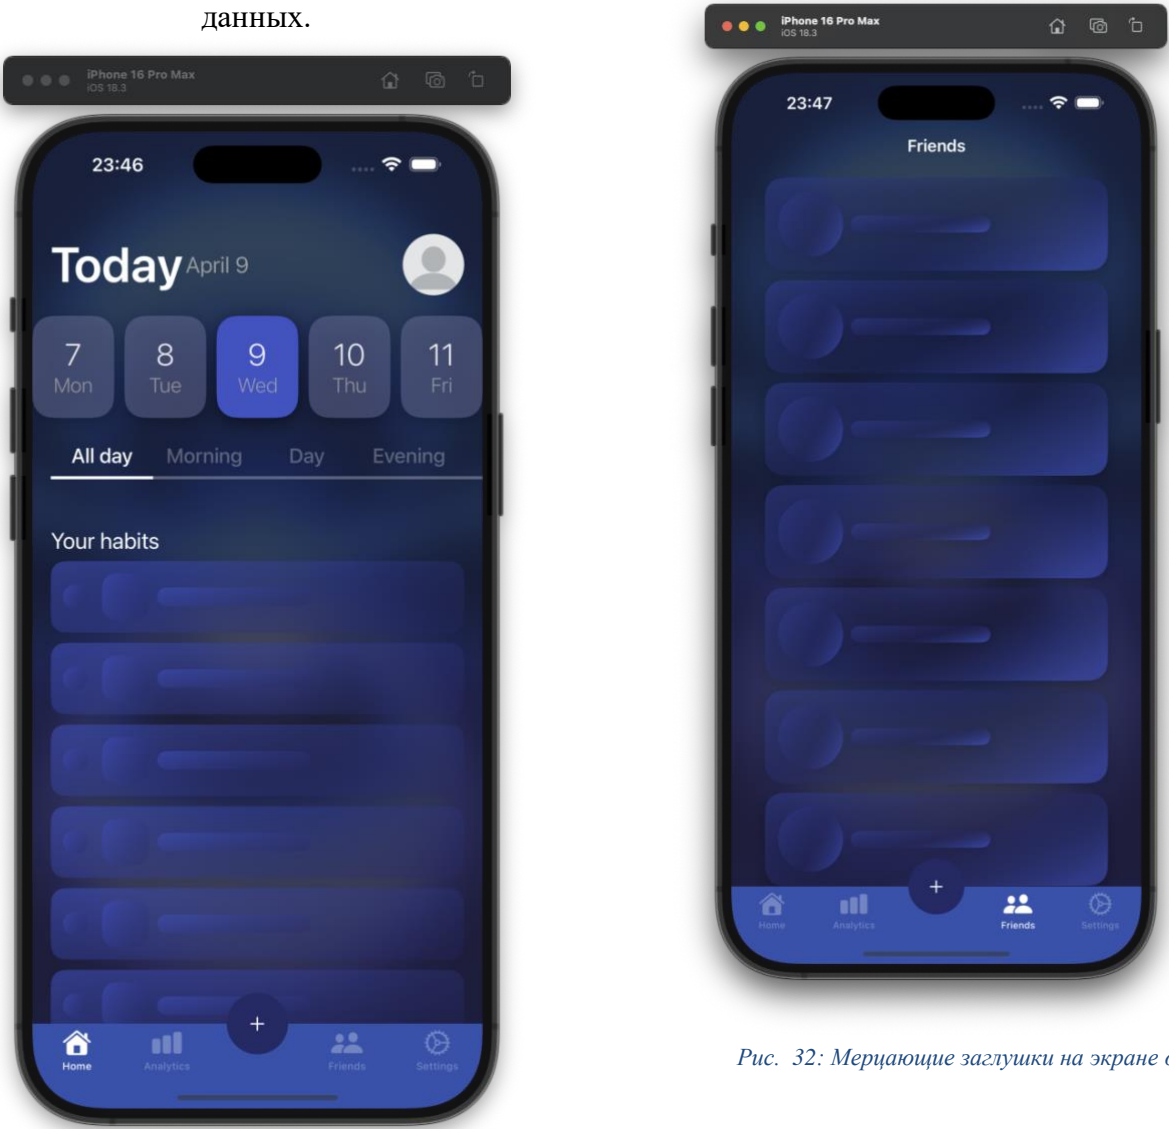 данных.
iPhone 16 Pro Max
iOS 18.3
23:46
Today April 9
7 8 9 10 11
Mon Tue Wed Thu Fri
All day Morning Day Evening
Your habits
+
Home Analytics Friends Settings
iPhone 16 Pro Max
iOS 18.3
23:47
Friends
+
Home Analytics Friends Settings
Рис. 32: Мерцающие заглушки на экране